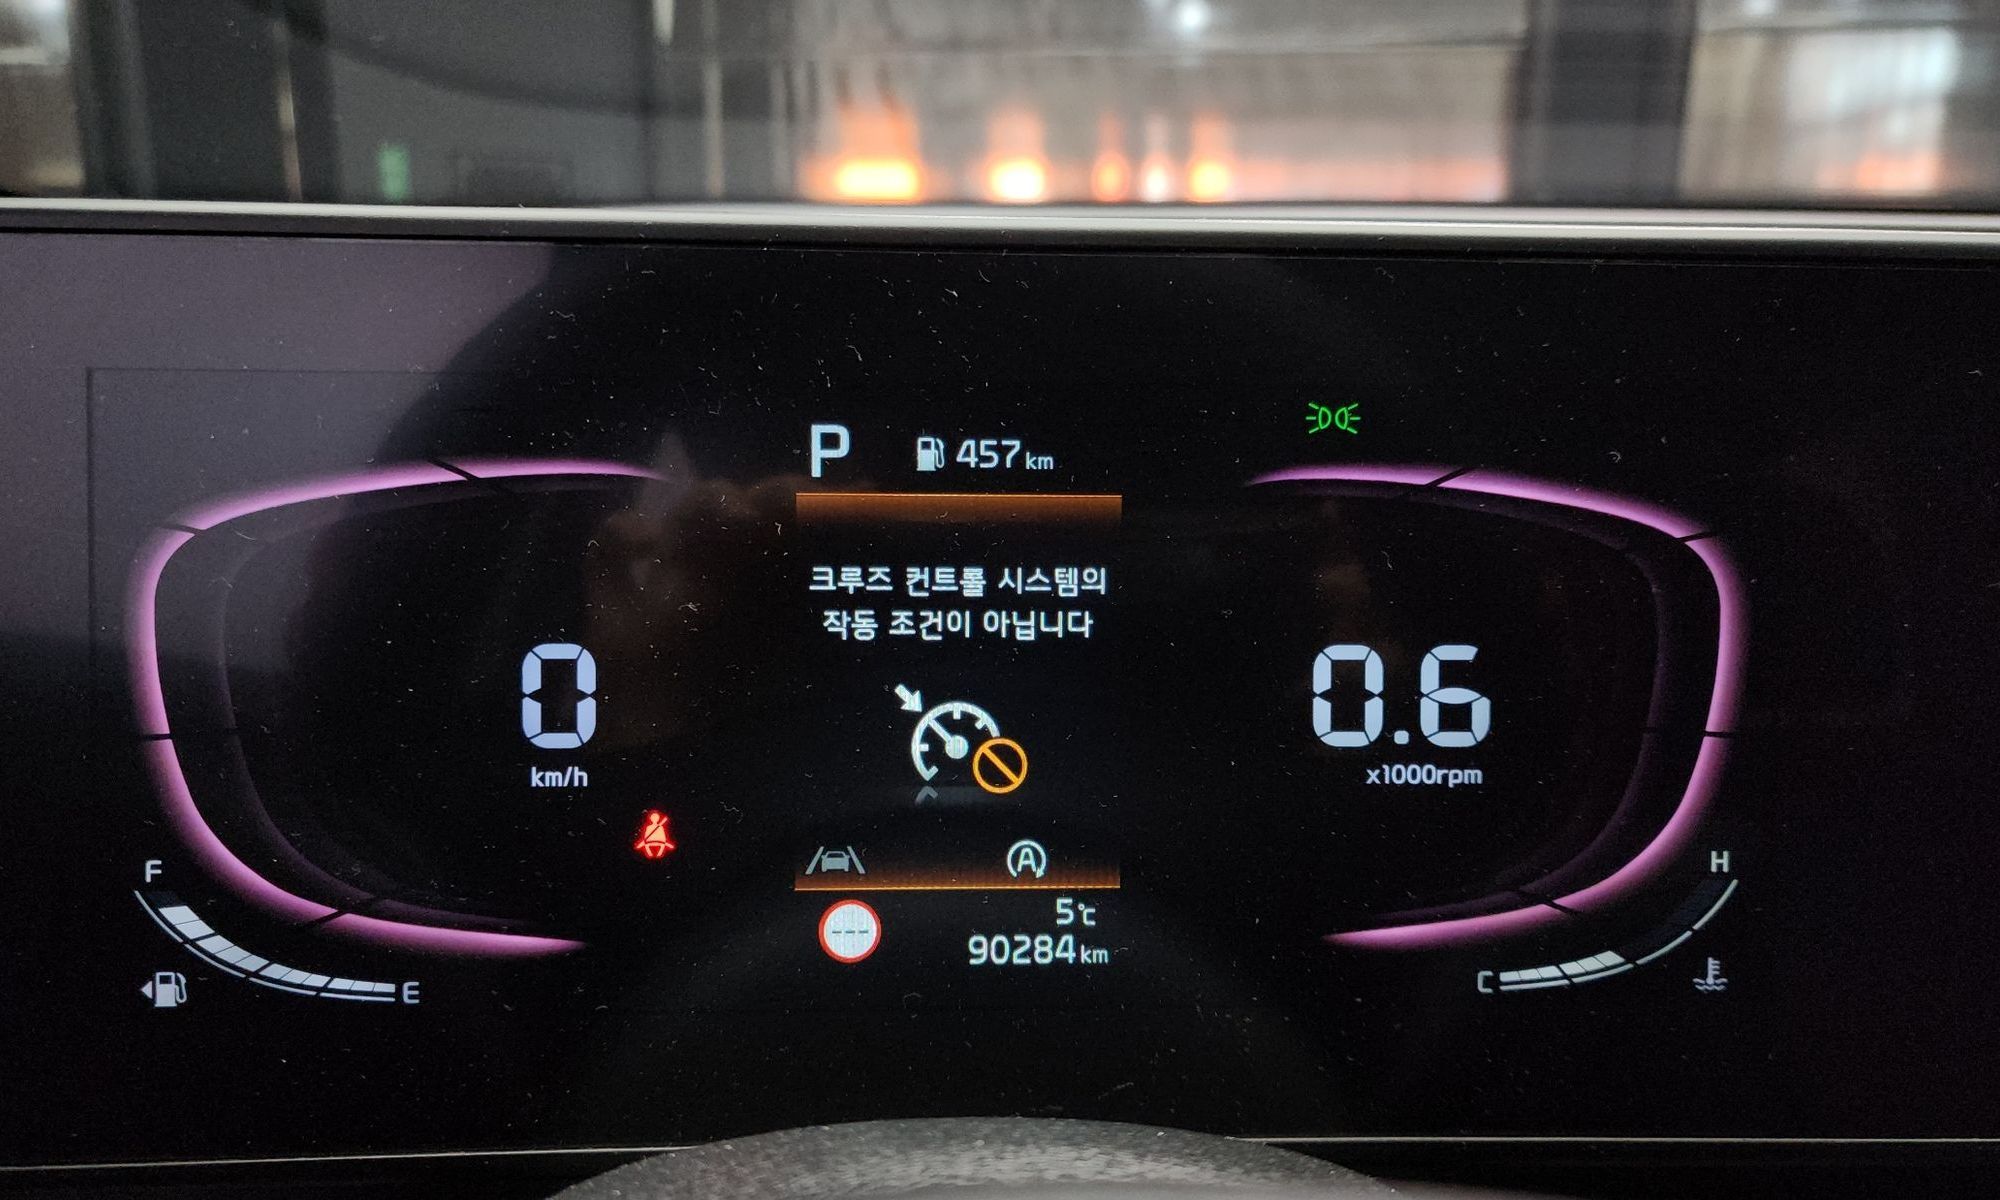 P 457km
크루즈 컨트롤 시스템의
작동 조건이 아닙니다
0
km/h
0.6
x1000rpm
A
F
E
---
5℃
90284km
H
C